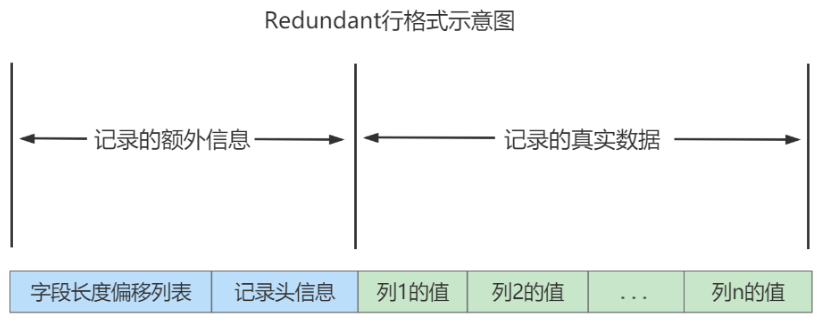 Redundant行格式示意图
记录的额外信息
记录的真实数据
字段长度偏移列表
记录头信息
列1的值
列2的值
...
列n的值